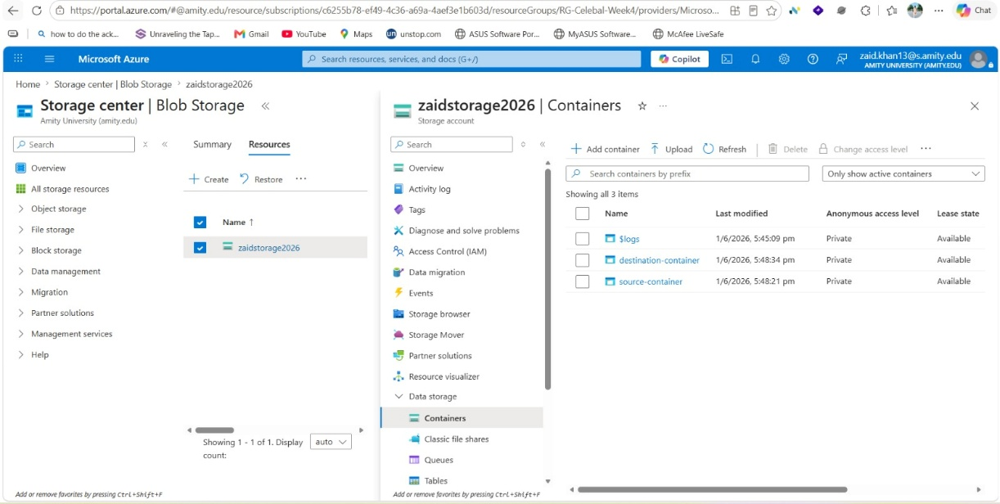 https://portal.azure.com/#@amity.edu/resource/subscriptions/c6255b78-ef49-4c36-a69a-4aef3e1b603d/resourceGroups/RG-Celebal-Week4/providers/Microso...
Chat
how to do the ack...
Unraveling the Tap...
Gmail
YouTube
Maps
unstop.com
ASUS Software Por...
MyASUS Software...
McAfee LiveSafe
Microsoft Azure
Search resources, services, and docs (G+/)
Copilot
zaid.khan13@s.amity.edu
AMITY UNIVERSITY (AMITY.EDU)
Home > Storage center | Blob Storage > zaidstorage2026
Storage center | Blob Storage
Amity University (amity.edu)
Search
Overview
All storage resources
Object storage
File storage
Block storage
Data management
Migration
Partner solutions
Management services
Help
Add or remove favorites by pressing Ctrl+Shift+F
Summary
Resources
Create
Restore
Name ↑
zaidstorage2026
Showing 1 - 1 of 1. Display
count:
auto
zaidstorage2026 | Containers
Storage account
Search
Overview
Activity log
Tags
Diagnose and solve problems
Access Control (IAM)
Data migration
Events
Storage browser
Storage Mover
Partner solutions
Resource visualizer
Data storage
Containers
Classic file shares
Queues
Tables
Add or remove favorites by pressing Ctrl+Shift+F
Add container
Upload
Refresh
Delete
Change access level
Search containers by prefix
Only show active containers
Showing all 3 items
Name Last modified Anonymous access level Lease state
$logs 1/6/2026, 5:45:09 pm Private Available
destination-container 1/6/2026, 5:48:34 pm Private Available
source-container 1/6/2026, 5:48:21 pm Private Available